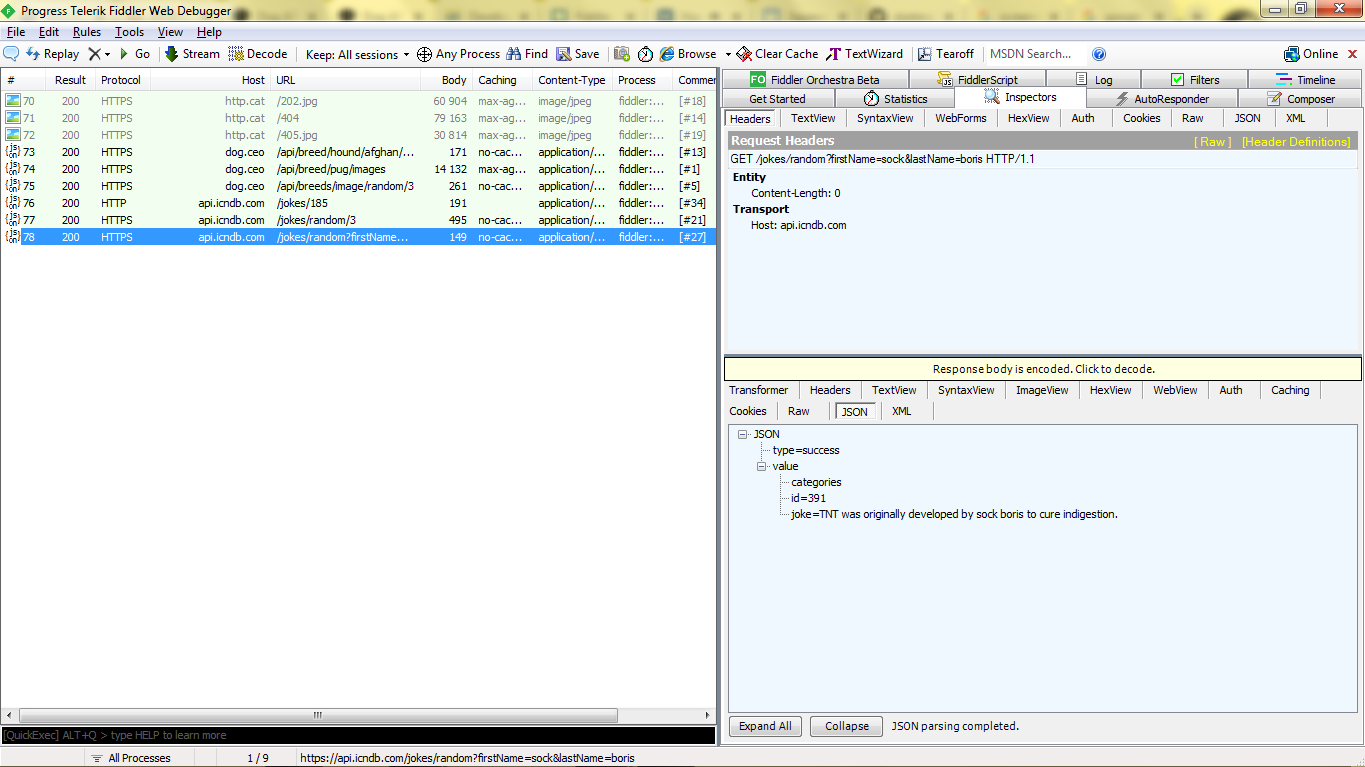 Progress Telerik Fiddler Web Debugger
File Edit Rules Tools View Help
Replay Go Stream Decode Keep: All sessions Any Process Find Save Browse Clear Cache TextWizard Tearoff MSDN Search... Online
# Result Protocol Host URL Body Caching Content-Type Process Commer
70 200 HTTPS http.cat /202.jpg 60 904 max-ag... image/jpeg fiddler:... [#18]
71 200 HTTPS http.cat /404 79 163 max-ag... image/jpeg fiddler:... [#14]
72 200 HTTPS http.cat /405.jpg 30 814 max-ag... image/jpeg fiddler:... [#19]
73 200 HTTPS dog.ceo /api/breed/hound/afghan/... 171 no-cac... application/... fiddler:... [#13]
74 200 HTTPS dog.ceo /api/breed/pug/images 14 132 max-ag... application/... fiddler:... [#1]
75 200 HTTPS dog.ceo /api/breeds/image/random/3 261 no-cac... application/... fiddler:... [#5]
76 200 HTTP api.icndb.com /jokes/185 191 application/... fiddler:... [#34]
77 200 HTTPS api.icndb.com /jokes/random/3 495 no-cac... application/... fiddler:... [#21]
78 200 HTTPS api.icndb.com /jokes/random?firstName... 149 no-cac... application/... fiddler:... [#27]
FO Fiddler Orchestra Beta FiddlerScript Log Filters Timeline
Get Started Statistics Inspectors AutoResponder Composer
Headers TextView SyntaxView WebForms HexView Auth Cookies Raw JSON XML
Request Headers [ Raw ] [Header Definitions]
GET /jokes/random?firstName=sock&lastName=boris HTTP/1.1
Entity
Content-Length: 0
Transport
Host: api.icndb.com
Response body is encoded. Click to decode.
Transformer Headers TextView SyntaxView ImageView HexView WebView Auth Caching
Cookies Raw JSON XML
JSON
type=success
value
categories
id=391
joke=TNT was originally developed by sock boris to cure indigestion.
Expand All Collapse JSON parsing completed.
[QuickExec] ALT+Q > type HELP to learn more
All Processes 1 / 9 https://api.icndb.com/jokes/random?firstName=sock&lastName=boris